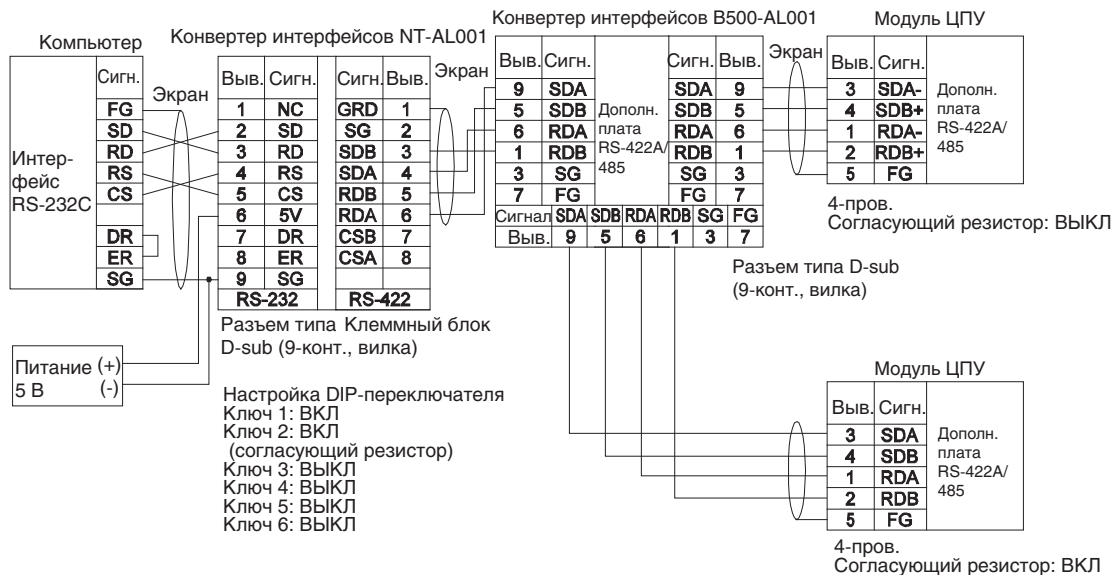 Компьютер
Сигн.
FG
SD
RD
RS
CS
DR
ER
SG
Интер-
фейс
RS-232C
Экран
Конвертер интерфейсов NT-AL001
Выв. Сигн. Сигн. Выв.
1 NC GRD 1
2 SD SG 2
3 RD SDB 3
4 RS SDA 4
5 CS RDB 5
6 5V RDA 6
7 DR CSB 7
8 ER CSA 8
9 SG
RS-232 RS-422
Разъем типа Клеммный блок
D-sub (9-конт., вилка)
Экран
Питание (+)
5 В (-)
Настройка DIP-переключателя
Ключ 1: ВКЛ
Ключ 2: ВКЛ
(согласующий резистор)
Ключ 3: ВЫКЛ
Ключ 4: ВЫКЛ
Ключ 5: ВЫКЛ
Ключ 6: ВЫКЛ
Конвертер интерфейсов B500-AL001
Выв. Сигн. Сигн. Выв.
9 SDA SDA 9
5 SDB SDB 5
6 RDA RDA 6
1 RDB RDB 1
3 SG SG 3
7 FG FG 7
Дополн.
плата
RS-422A/
485
Сигнал SDA SDB RDA RDB SG FG
Выв. 9 5 6 1 3 7
Разъем типа D-sub
(9-конт., вилка)
Экран
Модуль ЦПУ
Выв. Сигн.
3 SDA-
4 SDB+
1 RDA-
2 RDB+
5 FG
Дополн.
плата
RS-422A/
485
4-пров.
Согласующий резистор: ВЫКЛ
Модуль ЦПУ
Выв. Сигн.
3 SDA
4 SDB
1 RDA
2 RDB
5 FG
Дополн.
плата
RS-422A/
485
4-пров.
Согласующий резистор: ВКЛ